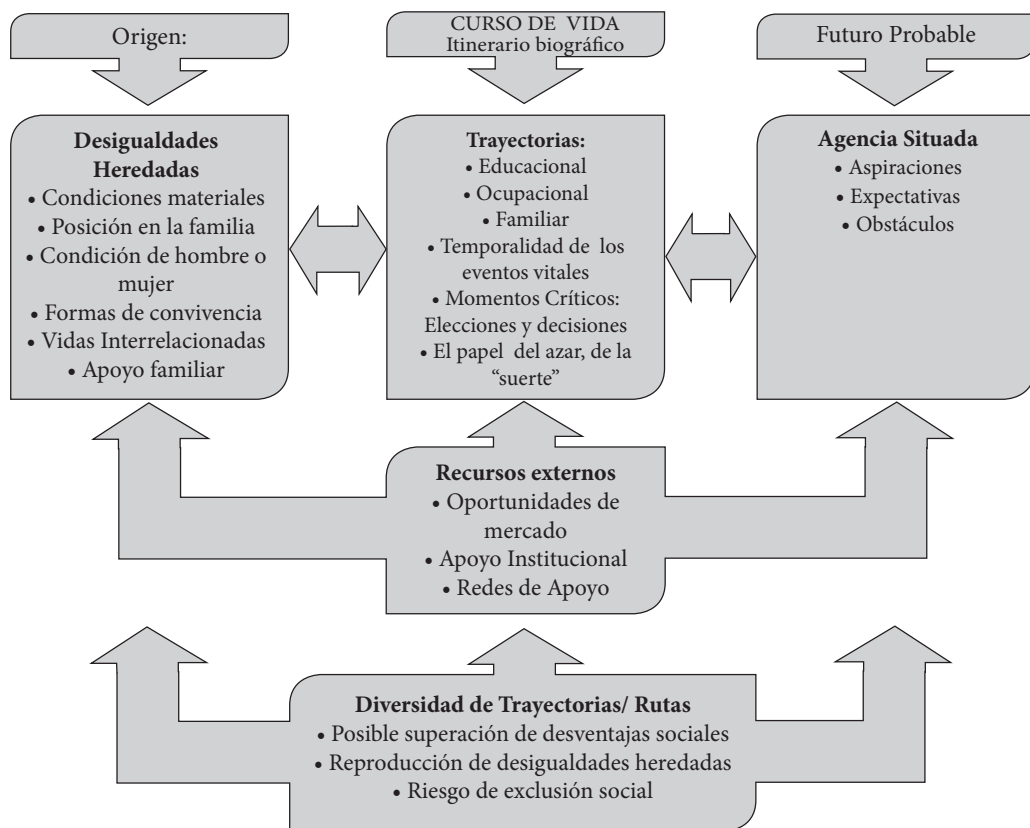 Origen:
CURSO DE VIDA
Itinerario biográfico
Futuro Probable
Desigualdades
Heredadas
• Condiciones materiales
• Posición en la familia
• Condición de hombre o
mujer
• Formas de convivencia
• Vidas Interrelacionadas
• Apoyo familiar
Trayectorias:
• Educacional
• Ocupacional
• Familiar
• Temporalidad de los
eventos vitales
• Momentos Críticos:
Elecciones y decisiones
• El papel del azar, de la
“suerte”
Agencia Situada
• Aspiraciones
• Expectativas
• Obstáculos
Recursos externos
• Oportunidades de
mercado
• Apoyo Institucional
• Redes de Apoyo
Diversidad de Trayectorias/ Rutas
• Posible superación de desventajas sociales
• Reproducción de desigualdades heredadas
• Riesgo de exclusión social